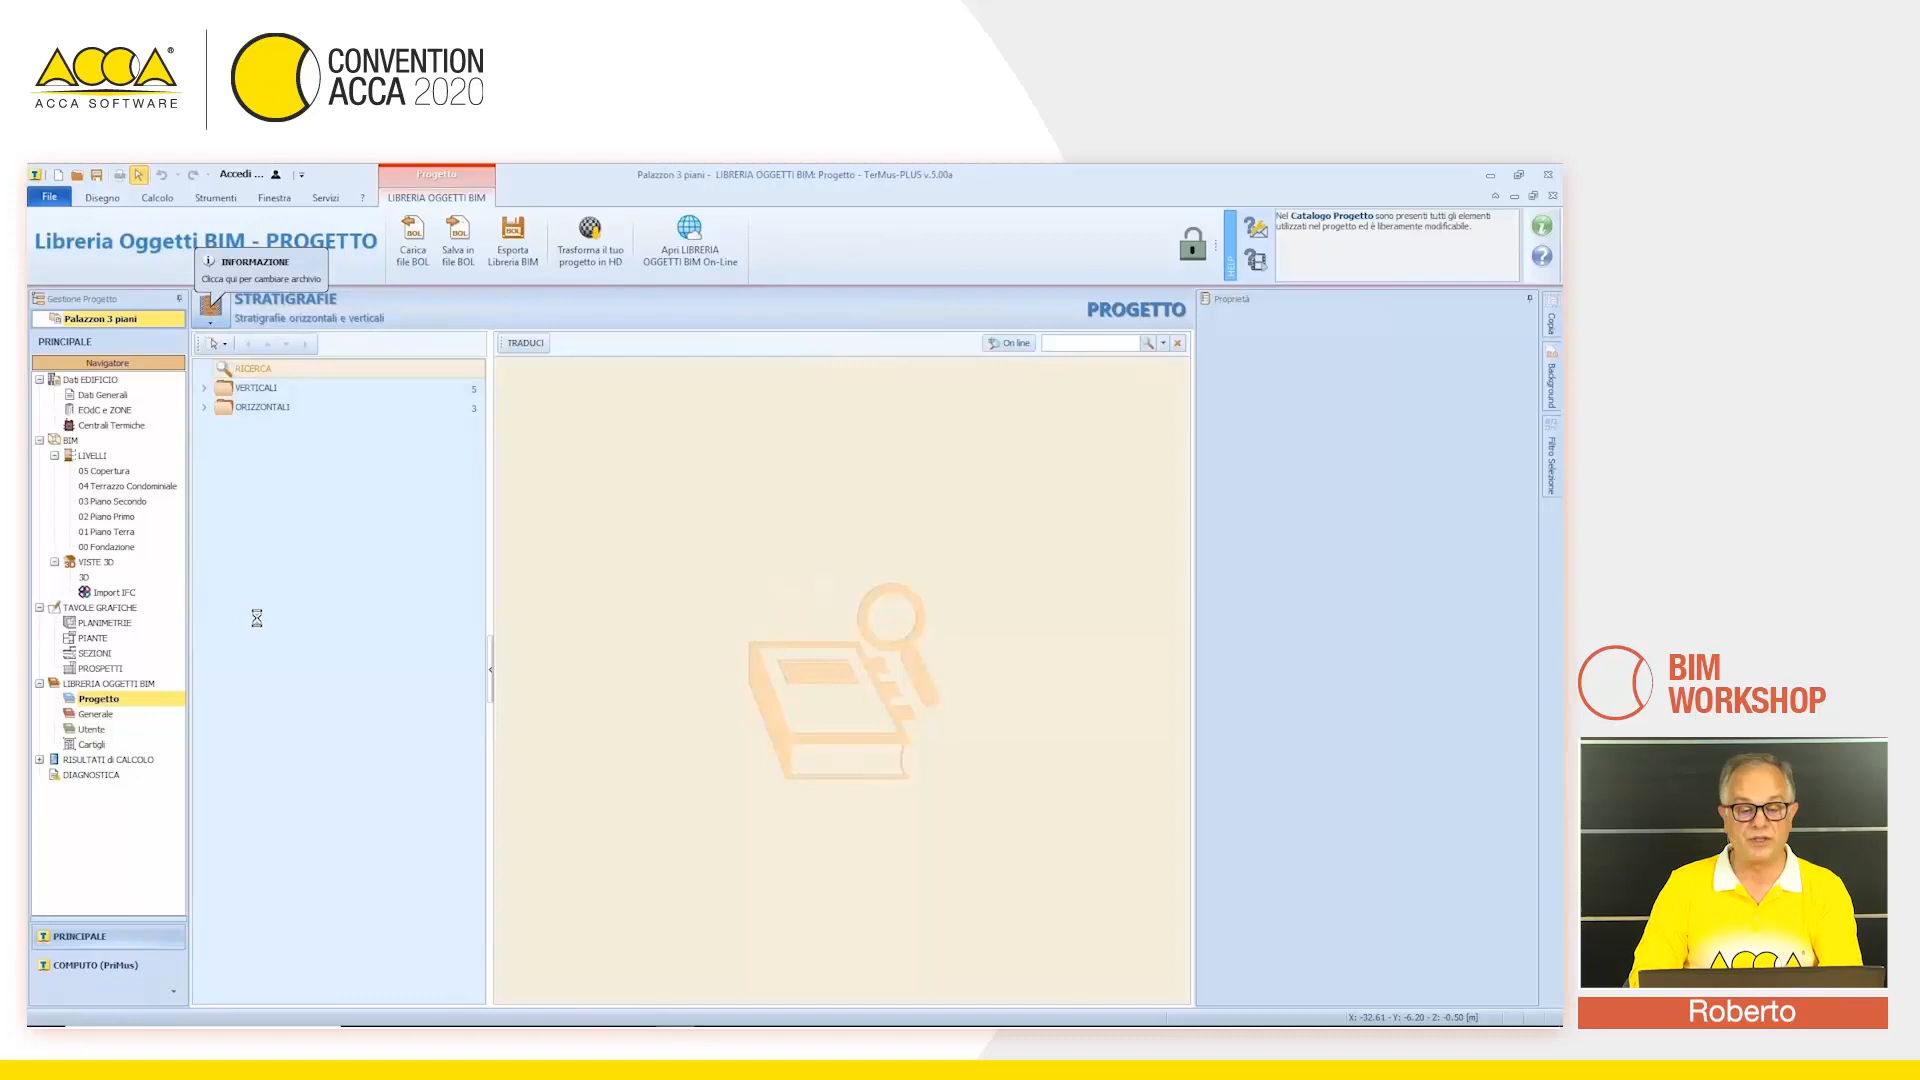 ACCA SOFTWARE
CONVENTION
ACCA 2020
Accedi ...
Progetto
Palazzon 3 piani - LIBRERIA OGGETTI BIM: Progetto - TerMus-PLUS v.5.00a
File
Disegno
Calcolo
Strumenti
Finestra
Servizi
?
LIBRERIA OGGETTI BIM
Libreria Oggetti BIM - PROGETTO
Carica
file BOL
Salva in
file BOL
Esporta
Libreria BIM
Trasforma il tuo
progetto in HD
Apri LIBRERIA
OGGETTI BIM On-Line
HELP
Nel Catalogo Progetto sono presenti tutti gli elementi
utilizzati nel progetto ed è liberamente modificabile.
INFORMAZIONE
Clicca qui per cambiare archivio
Gestione Progetto
Palazzon 3 piani
PRINCIPALE
Navigatore
Dati EDIFICIO
Dati Generali
EOdC e ZONE
Centrali Termiche
BIM
LIVELLI
05 Copertura
04 Terrazzo Condominiale
03 Piano Secondo
02 Piano Primo
01 Piano Terra
00 Fondazione
VISTE 3D
3D
Import IFC
TAVOLE GRAFICHE
PLANIMETRIE
PIANTE
SEZIONI
PROSPETTI
LIBRERIA OGGETTI BIM
Progetto
Generale
Utente
Cartigli
RISULTATI di CALCOLO
DIAGNOSTICA
PRINCIPALE
COMPUTO (PriMus)
STRATIGRAFIE
Stratigrafie orizzontali e verticali
PROGETTO
RICERCA
VERTICALI 5
ORIZZONTALI 3
TRADUCI
On line
Proprietà
Copia
Background
Filtro Selezione
X: -32.61 - Y: -6.20 - Z: -0.50 [m]
BIM
WORKSHOP
ACCA
Roberto